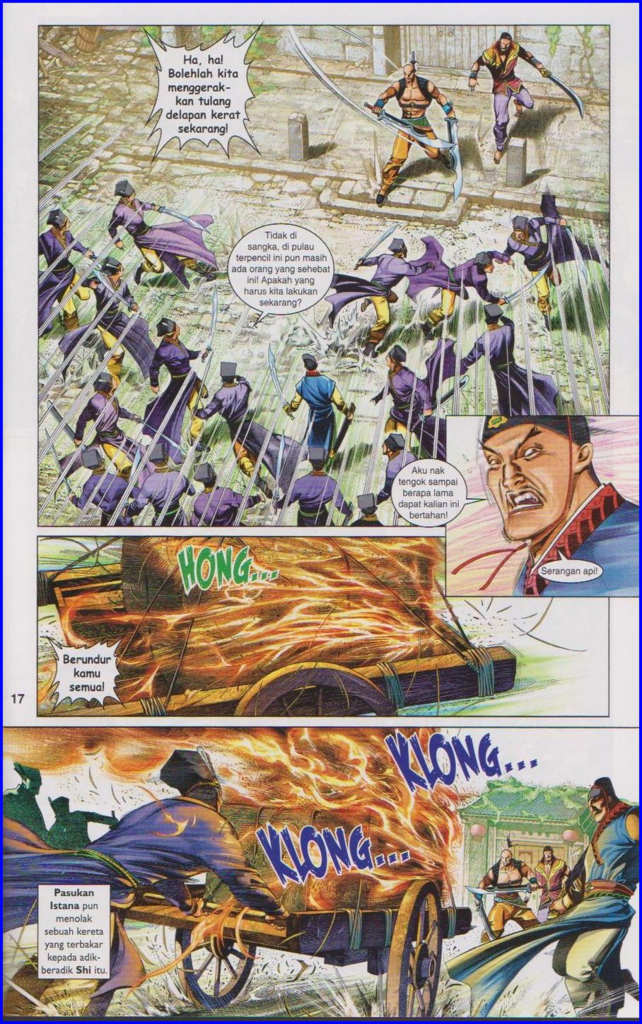 Ha, ha!
Bolehlah kita
menggerak-
kan tulang
delapan kerat
sekarang!
Tidak di
sangka, di pulau
terpencil ini pun masih
ada orang yang sehebat
ini! Apakah yang
harus kita lakukan
sekarang?
Aku nak
tengok sampai
berapa lama
dapat kalian ini
bertahan!
Serangan api!
HONG...
Berundur
kamu
semua!
17
KLONG...
KLONG...
Pasukan
Istana pun
menolak
sebuah kereta
yang terbakar
kepada adik-
beradik Shi itu.